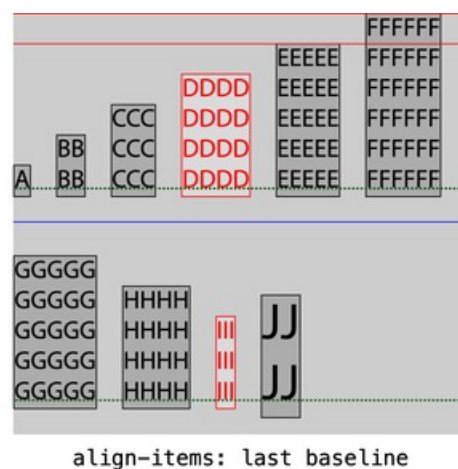 FFFFFF
EEEEE FFFFFF
DDDD EEEEE FFFFFF
CCC DDDD EEEEE FFFFFF
BB CCC DDDD EEEEE FFFFFF
A BB CCC DDDD EEEEE FFFFFF
GGGGG
GGGGG HHHH
GGGGG HHHH III JJ
GGGGG HHHH III
GGGGG HHHH III JJ
align-items: last baseline